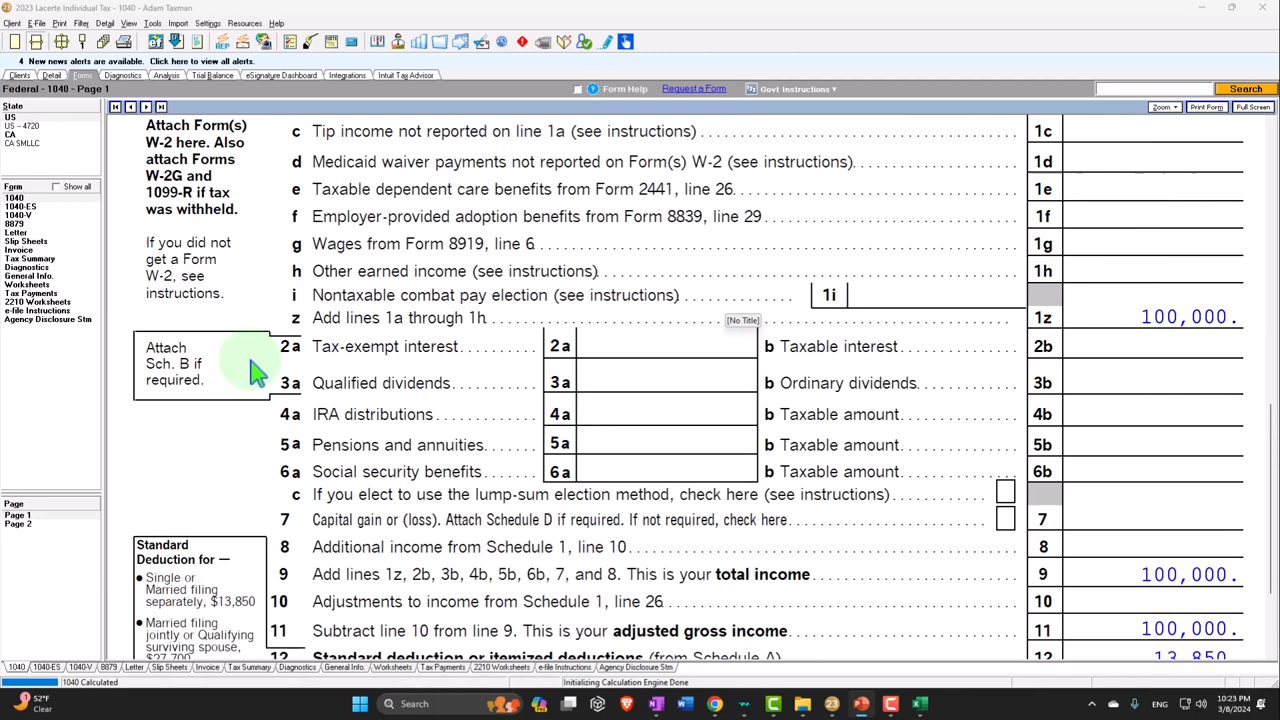 2023 Lacerte Individual Tax - 1040 - Adam Taxman
Client E-File Print Filter Detail View Tools Import Settings Resources Help
4 New news alerts are available. Click here to view all alerts.
Clients Detail Forms Diagnostics Analysis Trial Balance eSignature Dashboard Integrations Intuit Tax Advisor
Federal - 1040 - Page 1 Form Help Request a Form Govt Instructions Search
Zoom Print Form Full Screen
State
US
US - 4720
CA
CA SMLLC
Form Show all
1040
1040-ES
1040-V
8879
Letter
Slip Sheets
Invoice
Tax Summary
Diagnostics
General Info.
Worksheets
Tax Payments
2210 Worksheets
e-file Instructions
Agency Disclosure Stm
Page
Page 1
Page 2
Attach Form(s)
W-2 here. Also
attach Forms
W-2G and
1099-R if tax
was withheld.
If you did not
get a Form
W-2, see
instructions.
Attach
Sch. B if
required.
Standard
Deduction for —
● Single or
Married filing
separately, $13,850
● Married filing
jointly or Qualifying
surviving spouse,
$27,700
c Tip income not reported on line 1a (see instructions) 1c
d Medicaid waiver payments not reported on Form(s) W-2 (see instructions) 1d
e Taxable dependent care benefits from Form 2441, line 26 1e
f Employer-provided adoption benefits from Form 8839, line 29 1f
g Wages from Form 8919, line 6 1g
h Other earned income (see instructions) 1h
i Nontaxable combat pay election (see instructions) 1i
z Add lines 1a through 1h 1z 100,000.
[No Title]
2a Tax-exempt interest 2a b Taxable interest 2b
3a Qualified dividends 3a b Ordinary dividends 3b
4a IRA distributions 4a b Taxable amount 4b
5a Pensions and annuities 5a b Taxable amount 5b
6a Social security benefits 6a b Taxable amount 6b
c If you elect to use the lump-sum election method, check here (see instructions)
7 Capital gain or (loss). Attach Schedule D if required. If not required, check here 7
8 Additional income from Schedule 1, line 10 8
9 Add lines 1z, 2b, 3b, 4b, 5b, 6b, 7, and 8. This is your total income 9 100,000.
10 Adjustments to income from Schedule 1, line 26 10
11 Subtract line 10 from line 9. This is your adjusted gross income 11 100,000.
12 Standard deduction or itemized deductions (from Schedule A) 12 13,850
1040 1040-ES 1040-V 8879 Letter Slip Sheets Invoice Tax Summary Diagnostics General Info. Worksheets Tax Payments 2210 Worksheets e-file Instructions Agency Disclosure Stm
1040 Calculated Initializing Calculation Engine Done
52°F
Clear
Search
ENG
10:23 PM
3/8/2024